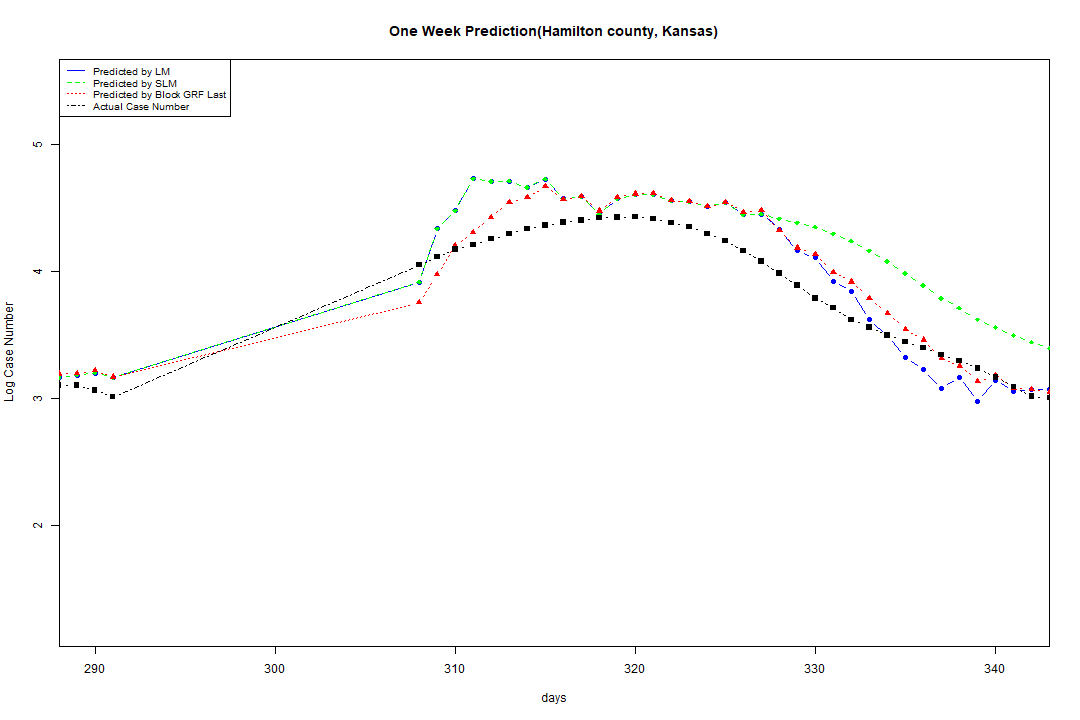 One Week Prediction(Hamilton county, Kansas)
Predicted by LM
Predicted by SLM
Predicted by Block GRF Last
Actual Case Number
5
4
3
2
Log Case Number
290 300 310 320 330 340
days